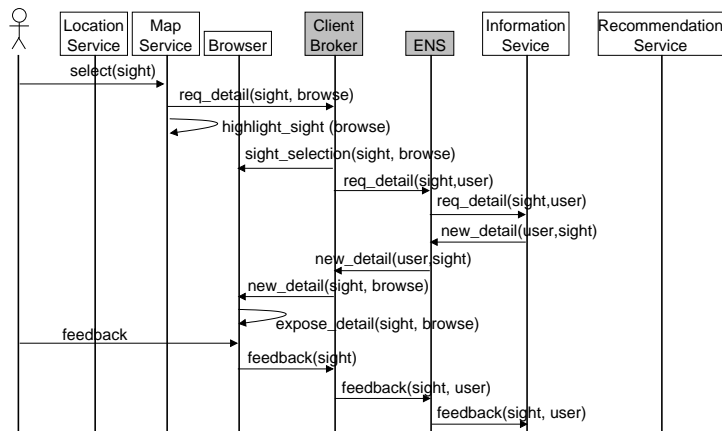 Location
Service
Map
Service
Browser
Client
Broker
ENS
Information
Sevice
Recommendation
Service
select(sight)
req_detail(sight, browse)
highlight_sight (browse)
sight_selection(sight, browse)
req_detail(sight,user)
req_detail(sight,user)
new_detail(user,sight)
new_detail(user,sight)
new_detail(sight, browse)
expose_detail(sight, browse)
feedback
feedback(sight)
feedback(sight, user)
feedback(sight, user)